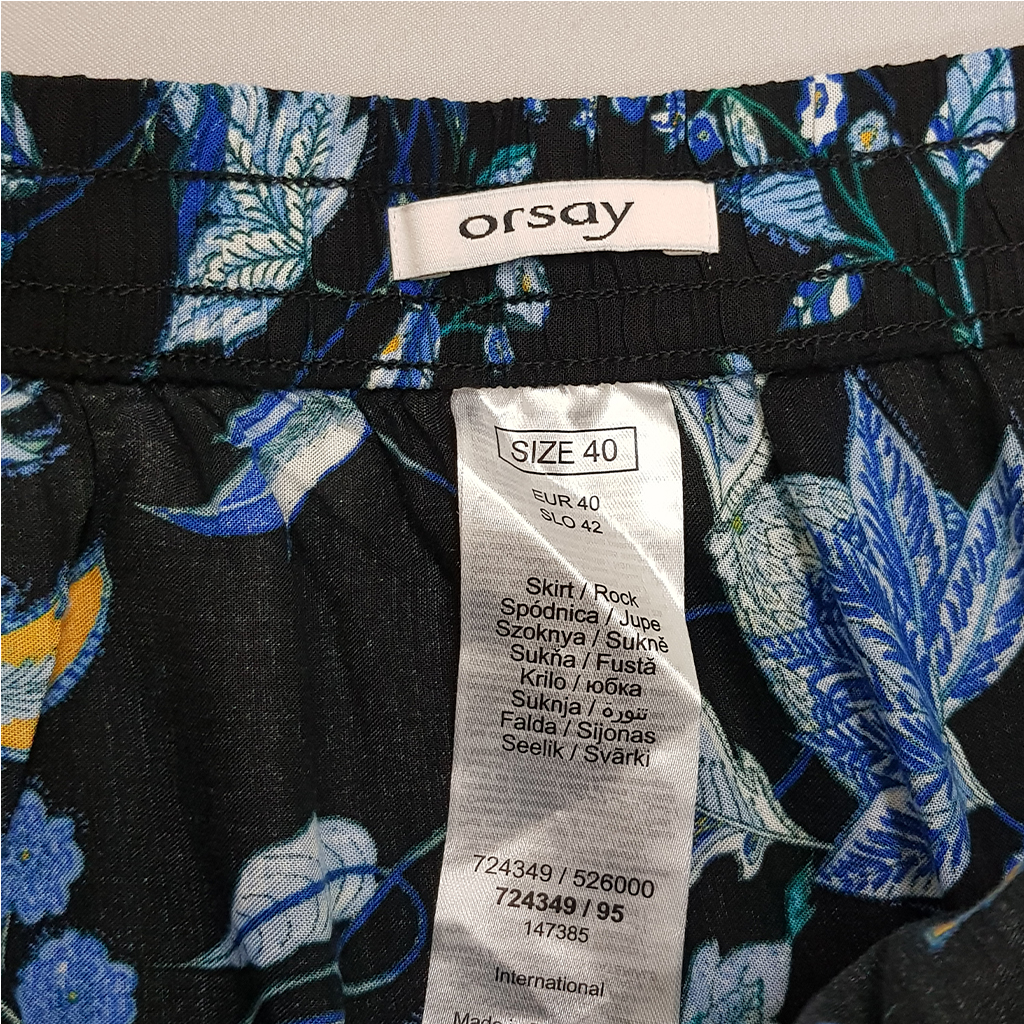 orsay
SIZE 40
EUR 40
SLO 42
Skirt / Rock
Spódnica / Jupe
Szoknya / Sukně
Sukňa / Fustă
Krilo / юбка
Suknja / تنورة
Falda / Sijonas
Seelik / Svārki
724349 / 526000
724349 / 95
147385
International
Made